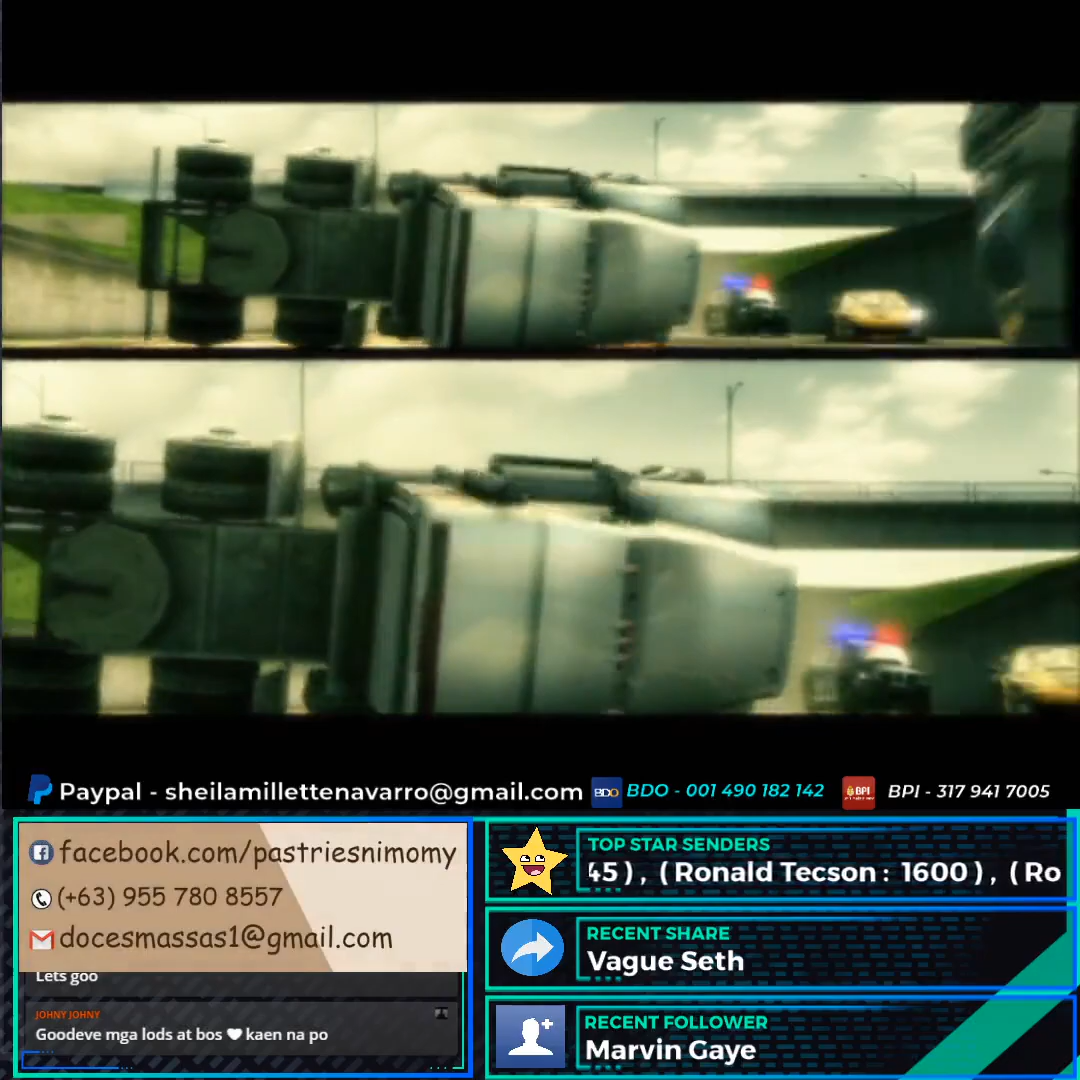 Paypal - sheilamillettenavarro@gmail.com
BDO
BDO - 001 490 182 142
BPI
BPI - 317 941 7005
facebook.com/pastriesnimomy
(+63) 955 780 8557
docesmassas1@gmail.com
Lets goo
JOHNY JOHNY
Goodeve mga lods at bos ❤ kaen na po
TOP STAR SENDERS
45 ) , ( Ronald Tecson : 1600 ) , ( Ro
RECENT SHARE
Vague Seth
RECENT FOLLOWER
Marvin Gaye